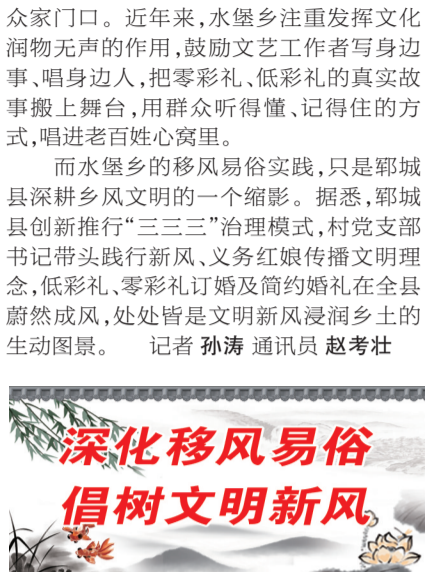 众家门口。近年来,水堡乡注重发挥文化
润物无声的作用,鼓励文艺工作者写身边
事、唱身边人,把零彩礼、低彩礼的真实故
事搬上舞台,用群众听得懂、记得住的方
式,唱进老百姓心窝里。
而水堡乡的移风易俗实践,只是郓城
县深耕乡风文明的一个缩影。据悉,郓城
县创新推行“三三三”治理模式,村党支部
书记带头践行新风、义务红娘传播文明理
念,低彩礼、零彩礼订婚及简约婚礼在全县
蔚然成风,处处皆是文明新风浸润乡土的
生动图景。 记者 孙涛 通讯员 赵考壮
深化移风易俗
倡树文明新风